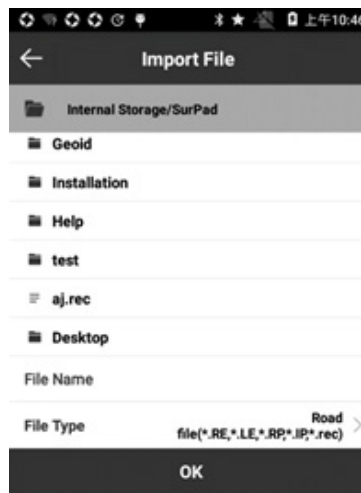 上午10:46
Import File
Internal Storage/SurPad
Geoid
Installation
Help
test
aj.rec
Desktop
File Name
File Type
Road
file(*.RE,*.LE,*.RP,*.IP,*.rec)
OK